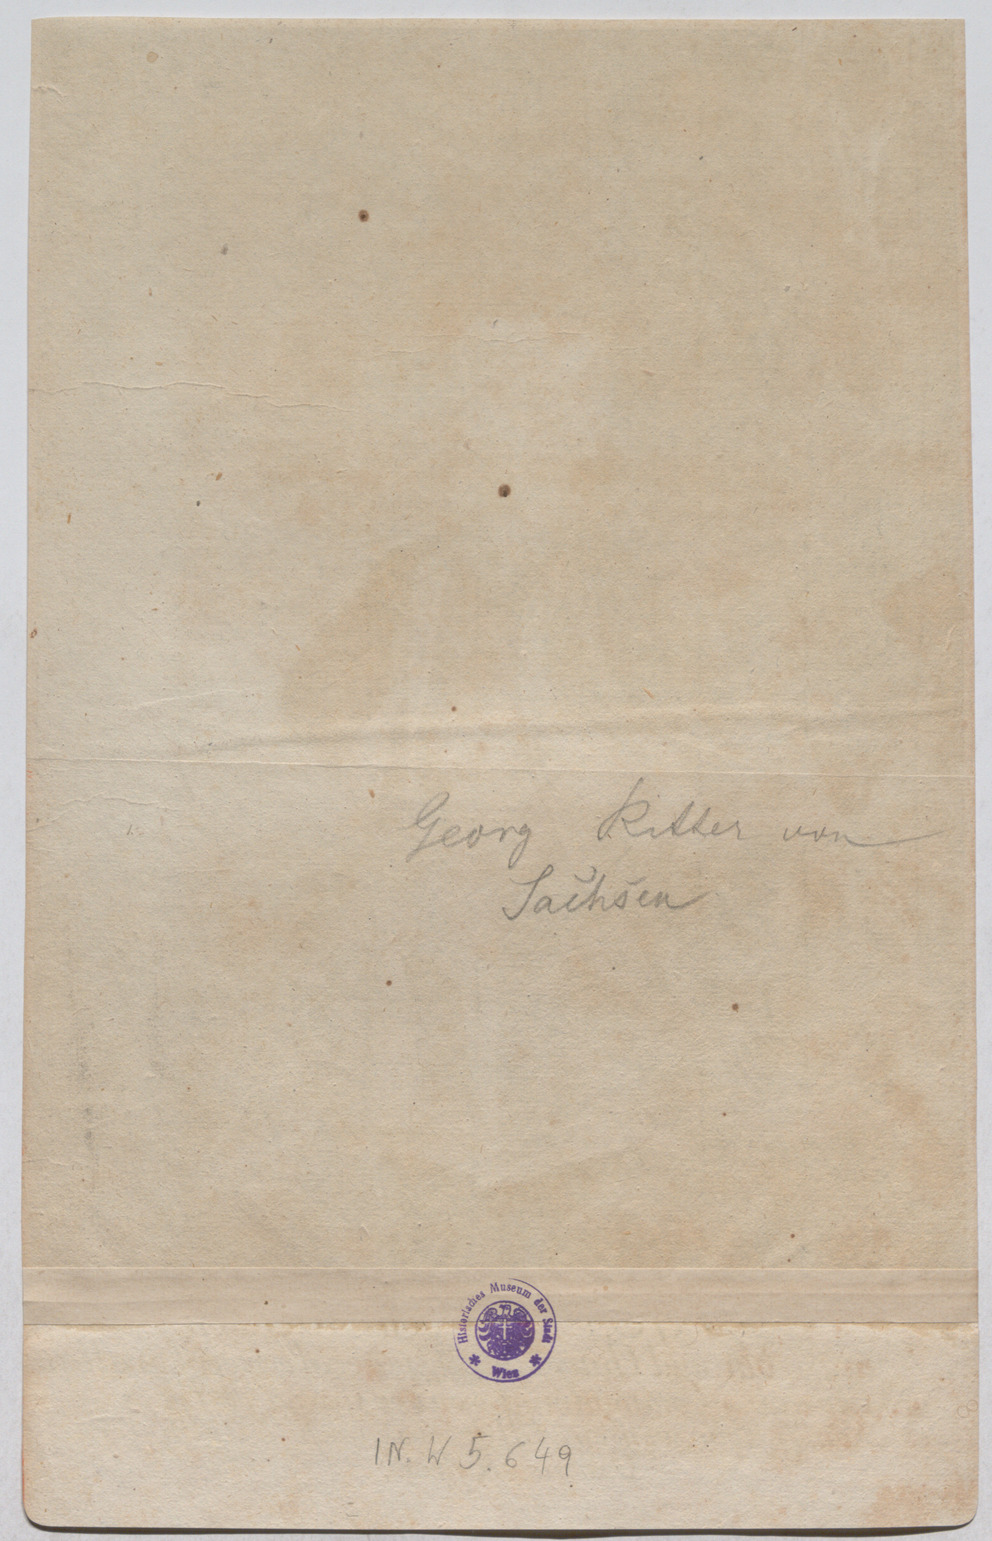 Georg Ritter von
Sachsen
Historisches Museum der Stadt
* Wien *
IN. W 5.649